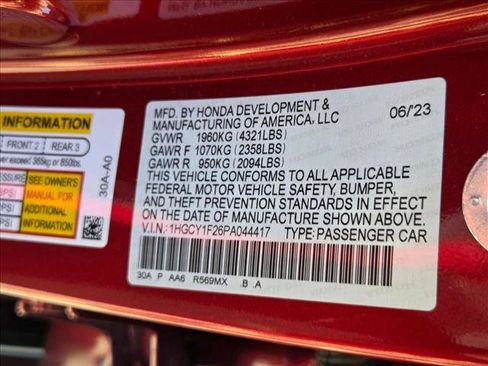 INFORMATION
FRONT 2 REAR 3
exceed 385kg or 850lbs.
SEE OWNER'S
MANUAL FOR
ADDITIONAL
INFORMATION
30A-A0
MFD. BY HONDA DEVELOPMENT &
MANUFACTURING OF AMERICA, LLC 06/'23
GVWR 1960KG (4321LBS)
GAWR F 1070KG (2358LBS)
GAWR R 950KG (2094LBS)
THIS VEHICLE CONFORMS TO ALL APPLICABLE
FEDERAL MOTOR VEHICLE SAFETY, BUMPER,
AND THEFT PREVENTION STANDARDS IN EFFECT
ON THE DATE OF MANUFACTURE SHOWN ABOVE.
V.I.N.: 1HGCY1F26PA044417 TYPE: PASSENGER CAR
30A P AA6 R569MX .B .A